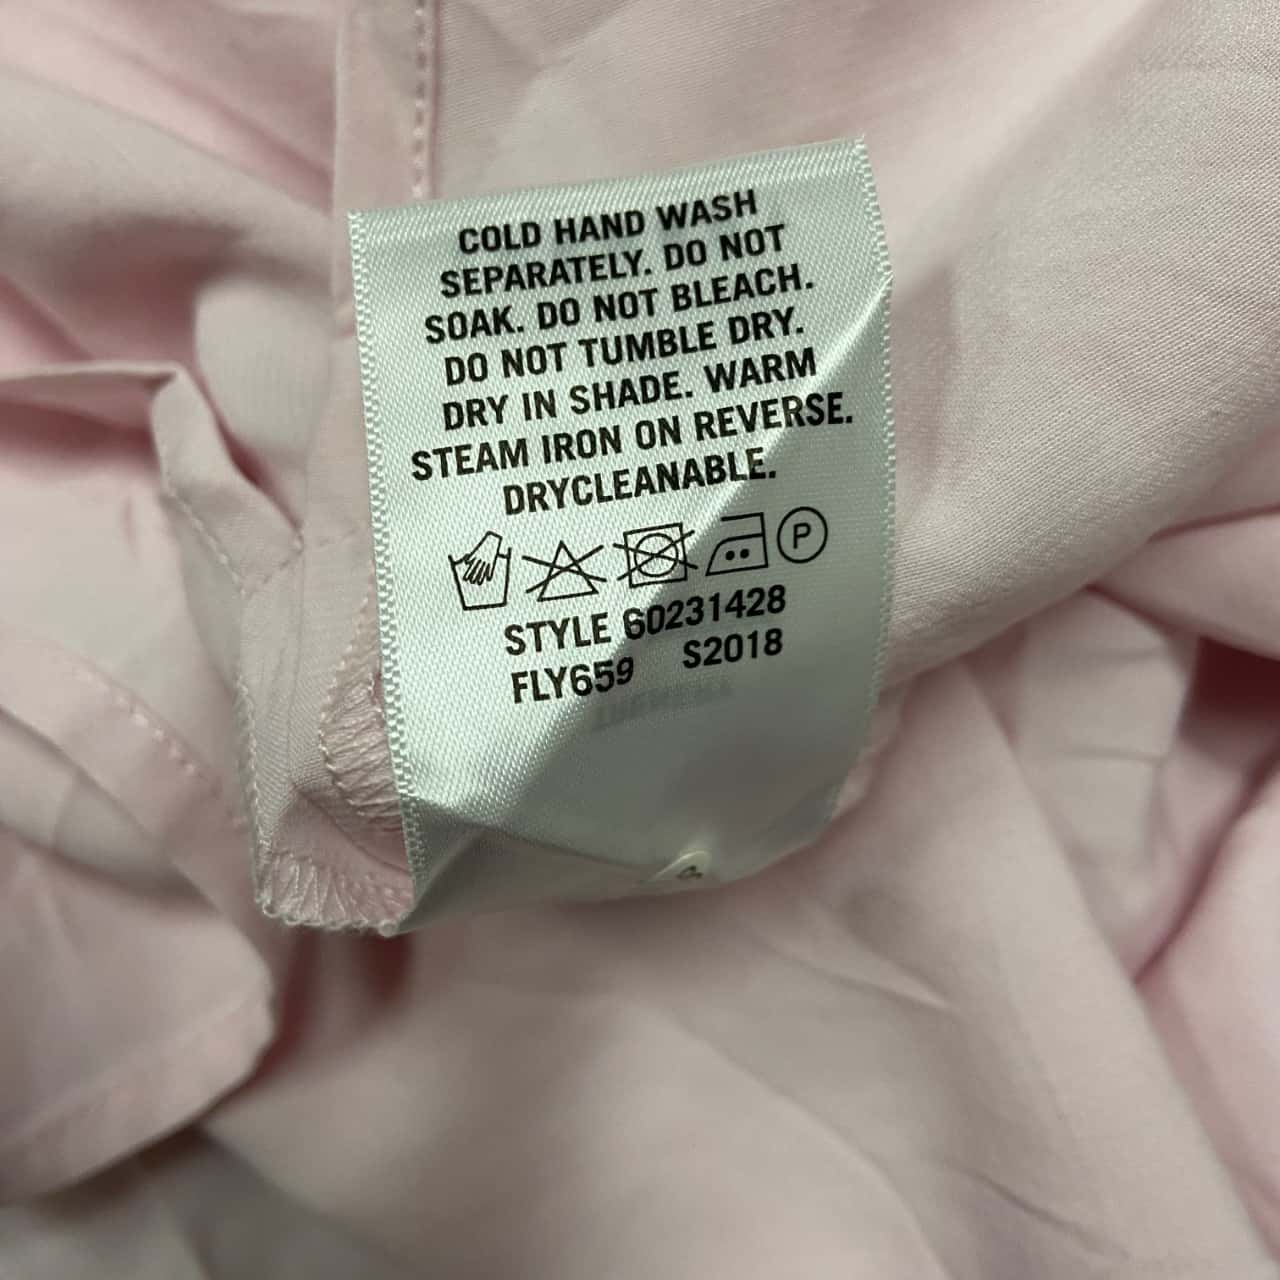 COLD HAND WASH
SEPARATELY. DO NOT
SOAK. DO NOT BLEACH.
DO NOT TUMBLE DRY.
DRY IN SHADE. WARM
STEAM IRON ON REVERSE.
DRYCLEANABLE.
P
STYLE 60231428
FLY659 S2018